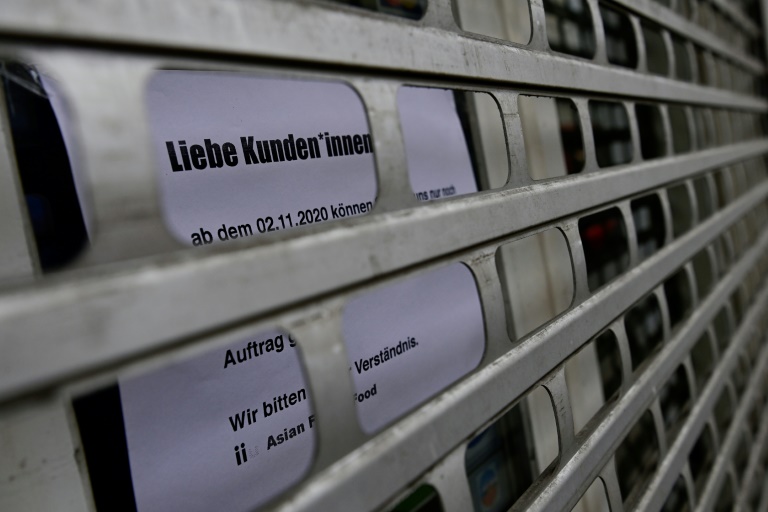 Liebe Kunden*innen
ab dem 02.11.2020 können uns nur noch
Auftrag Verständnis.
Wir bitten Food
Asian